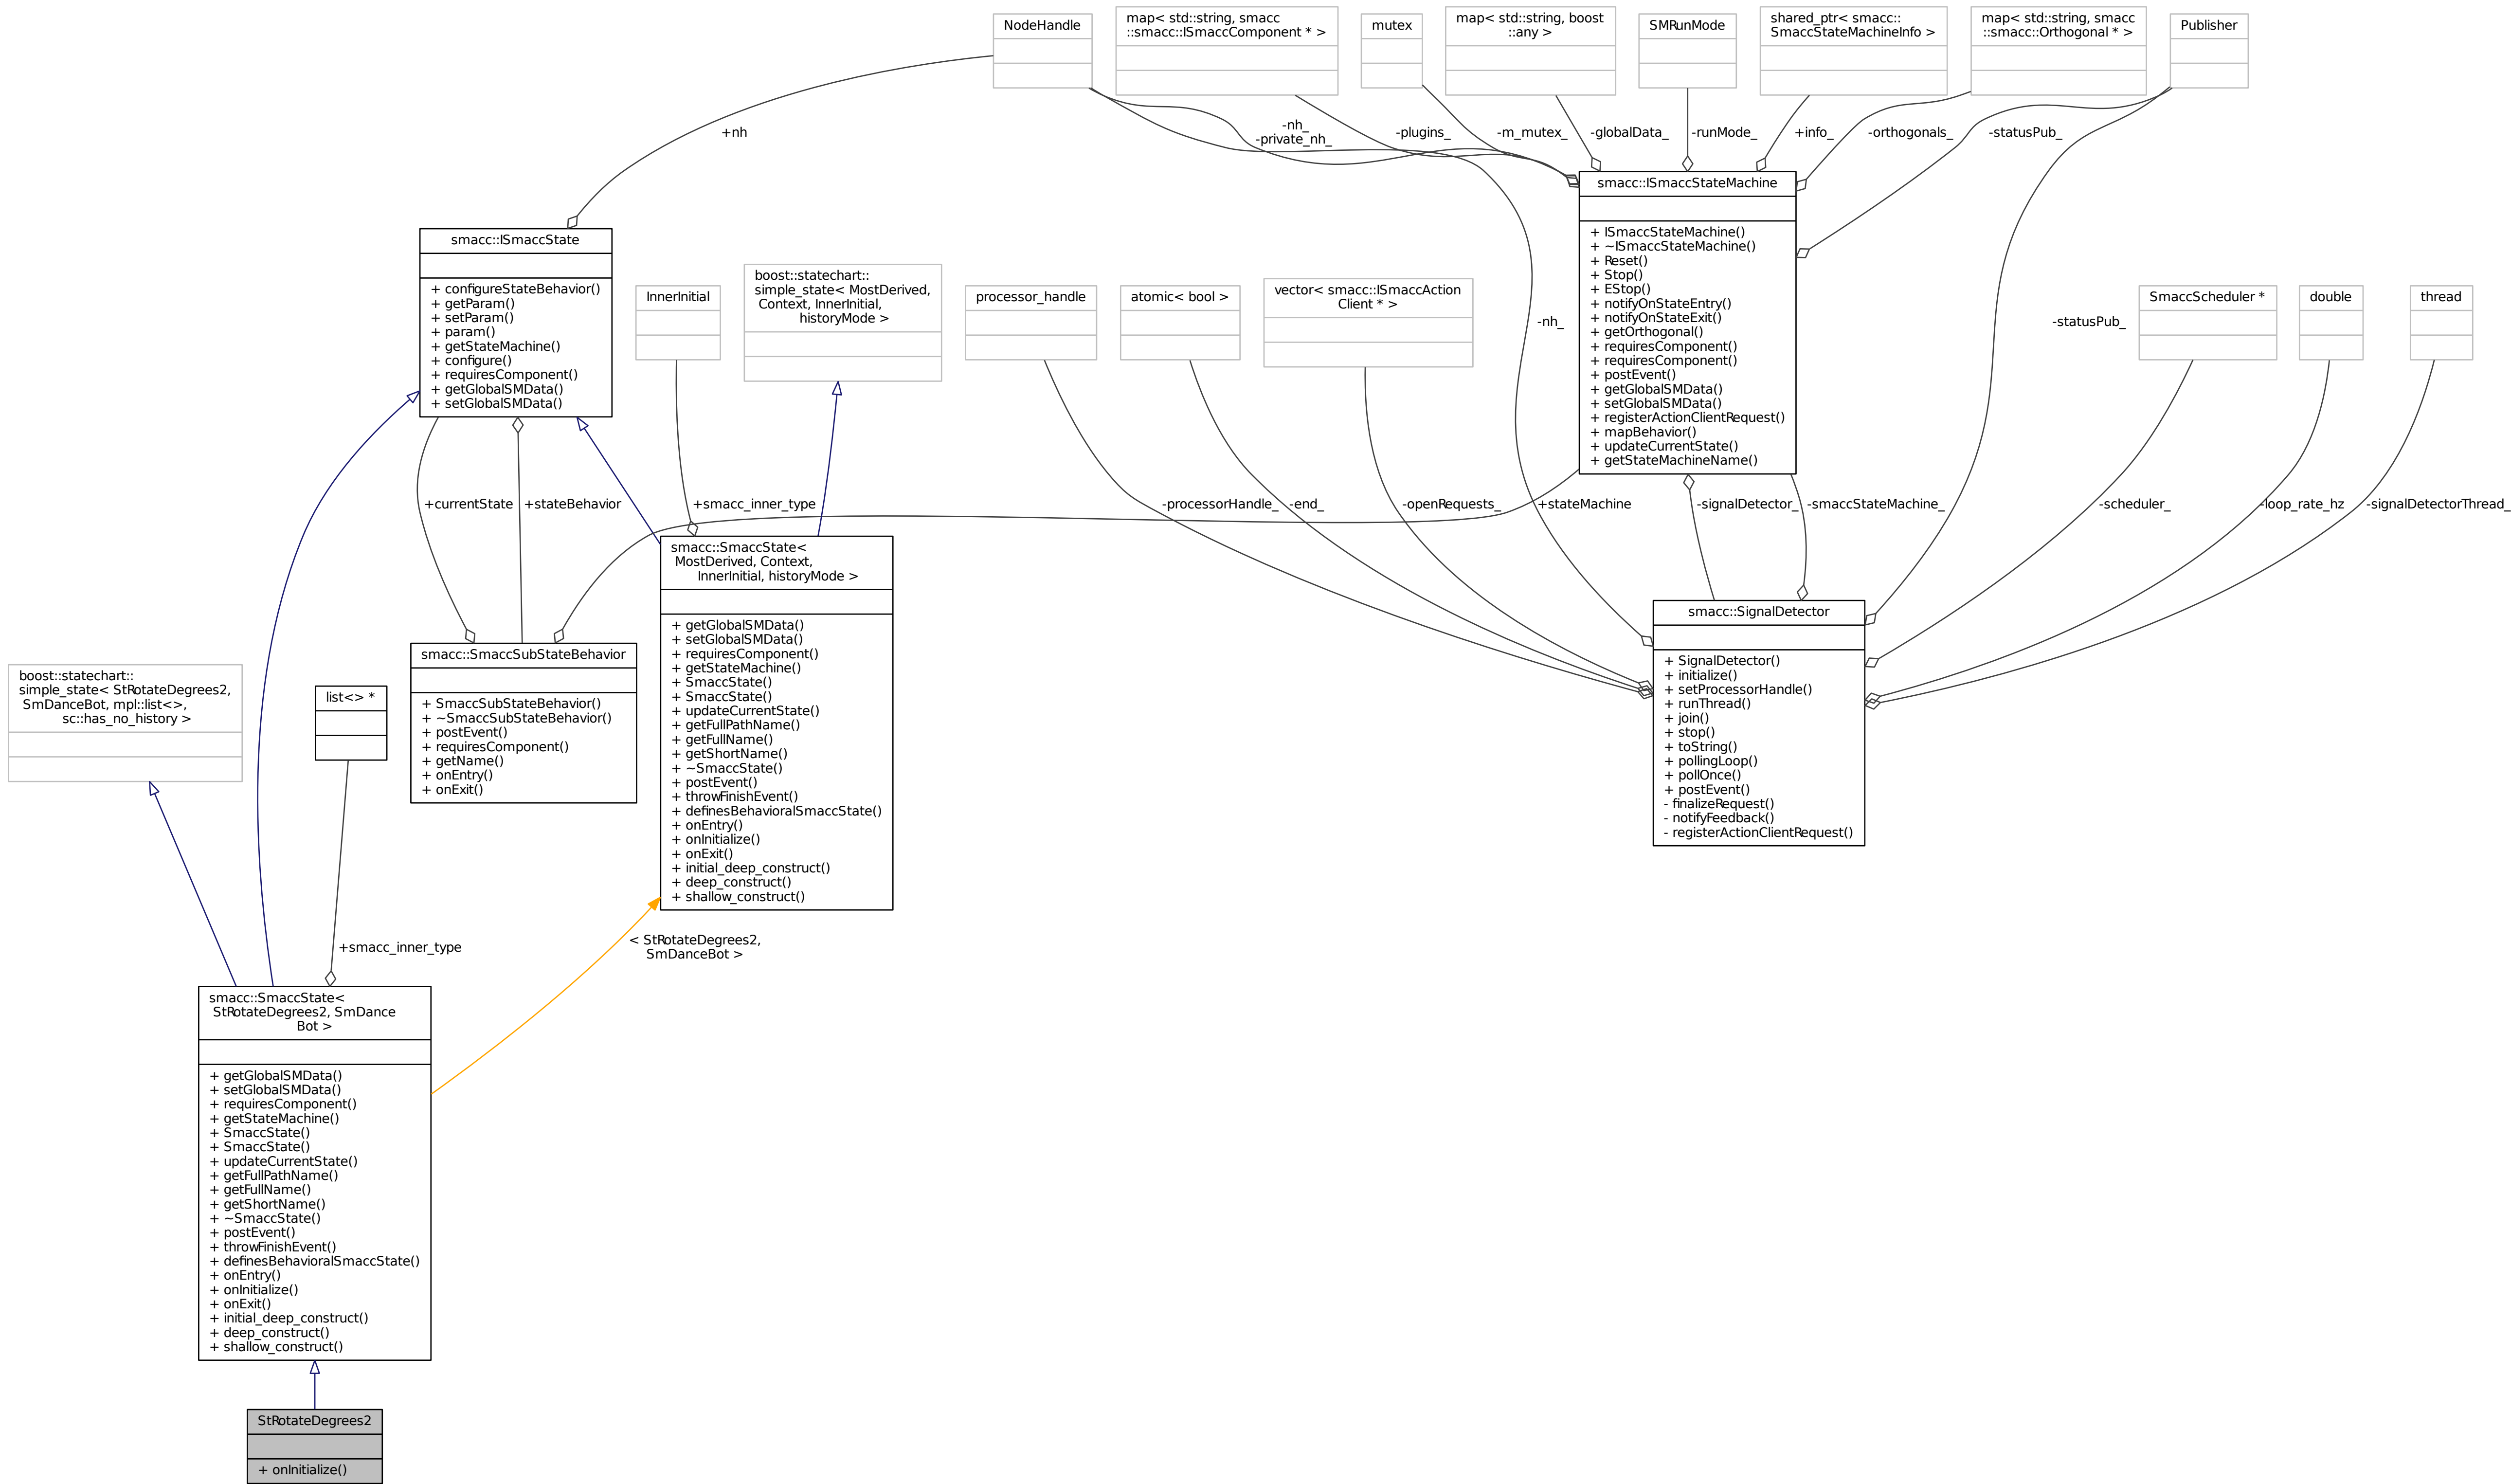 NodeHandle
map< std::string, smacc
::smacc::ISmaccComponent * >
mutex
map< std::string, boost
::any >
SMRunMode
shared_ptr< smacc::
SmaccStateMachineInfo >
map< std::string, smacc
::smacc::Orthogonal * >
Publisher
+nh
-nh_
-private_nh_
-plugins_
-m_mutex_
-globalData_
-runMode_
+info_
-orthogonals_
-statusPub_
smacc::ISmaccStateMachine
+ ISmaccStateMachine()
+ ~ISmaccStateMachine()
+ Reset()
+ Stop()
+ EStop()
+ notifyOnStateEntry()
+ notifyOnStateExit()
+ getOrthogonal()
+ requiresComponent()
+ requiresComponent()
+ postEvent()
+ getGlobalSMData()
+ setGlobalSMData()
+ registerActionClientRequest()
+ mapBehavior()
+ updateCurrentState()
+ getStateMachineName()
smacc::ISmaccState
+ configureStateBehavior()
+ getParam()
+ setParam()
+ param()
+ getStateMachine()
+ configure()
+ requiresComponent()
+ getGlobalSMData()
+ setGlobalSMData()
InnerInitial
boost::statechart::
simple_state< MostDerived,
Context, InnerInitial,
historyMode >
processor_handle
atomic< bool >
vector< smacc::ISmaccAction
Client * >
-nh_
-statusPub_
SmaccScheduler *
double
thread
+currentState
+stateBehavior
+smacc_inner_type
-processorHandle_
-end_
-openRequests_
+stateMachine
-signalDetector_
-smaccStateMachine_
-scheduler_
-loop_rate_hz
-signalDetectorThread_
smacc::SmaccState<
MostDerived, Context,
InnerInitial, historyMode >
+ getGlobalSMData()
+ setGlobalSMData()
+ requiresComponent()
+ getStateMachine()
+ SmaccState()
+ SmaccState()
+ updateCurrentState()
+ getFullPathName()
+ getFullName()
+ getShortName()
+ ~SmaccState()
+ postEvent()
+ throwFinishEvent()
+ definesBehavioralSmaccState()
+ onEntry()
+ onInitialize()
+ onExit()
+ initial_deep_construct()
+ deep_construct()
+ shallow_construct()
smacc::SignalDetector
+ SignalDetector()
+ initialize()
+ setProcessorHandle()
+ runThread()
+ join()
+ stop()
+ toString()
+ pollingLoop()
+ pollOnce()
+ postEvent()
- finalizeRequest()
- notifyFeedback()
- registerActionClientRequest()
smacc::SmaccSubStateBehavior
+ SmaccSubStateBehavior()
+ ~SmaccSubStateBehavior()
+ postEvent()
+ requiresComponent()
+ getName()
+ onEntry()
+ onExit()
boost::statechart::
simple_state< StRotateDegrees2,
SmDanceBot, mpl::list<>,
sc::has_no_history >
list<> *
+smacc_inner_type
< StRotateDegrees2,
SmDanceBot >
smacc::SmaccState<
StRotateDegrees2, SmDance
Bot >
+ getGlobalSMData()
+ setGlobalSMData()
+ requiresComponent()
+ getStateMachine()
+ SmaccState()
+ SmaccState()
+ updateCurrentState()
+ getFullPathName()
+ getFullName()
+ getShortName()
+ ~SmaccState()
+ postEvent()
+ throwFinishEvent()
+ definesBehavioralSmaccState()
+ onEntry()
+ onInitialize()
+ onExit()
+ initial_deep_construct()
+ deep_construct()
+ shallow_construct()
StRotateDegrees2
+ onInitialize()